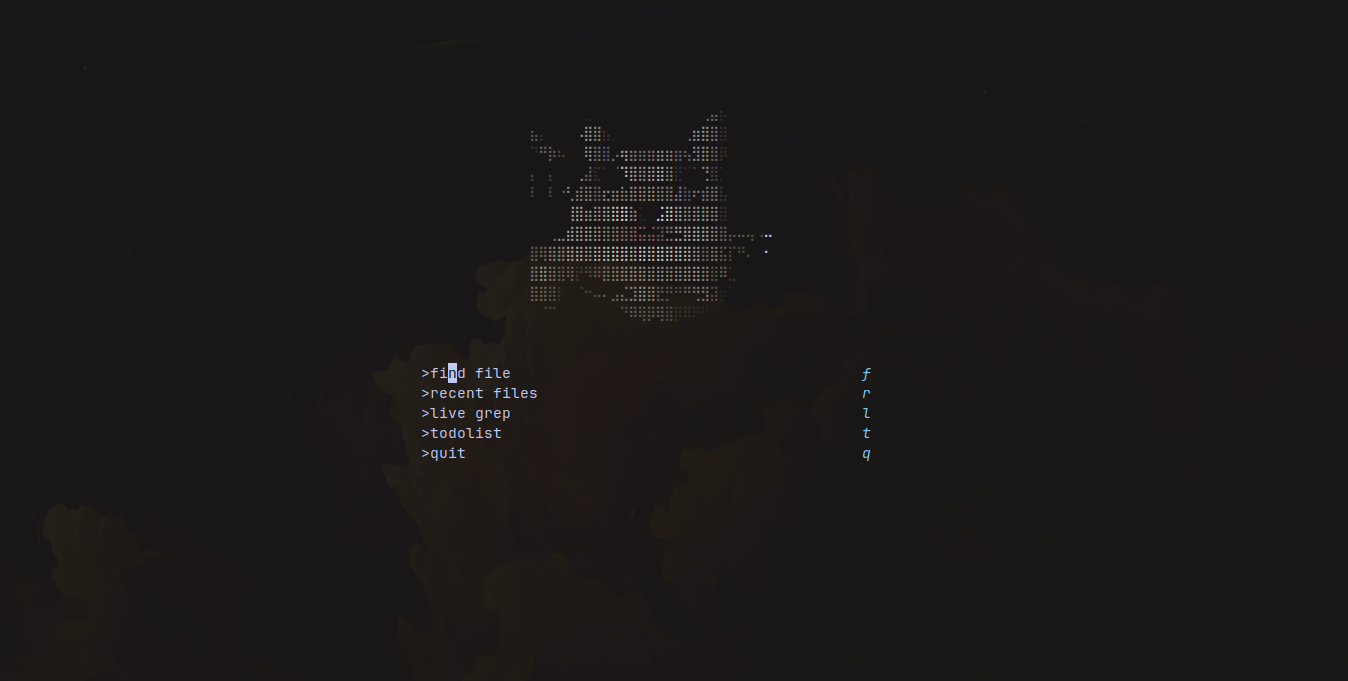 >find file f
>recent files r
>live grep l
>todolist t
>quit q